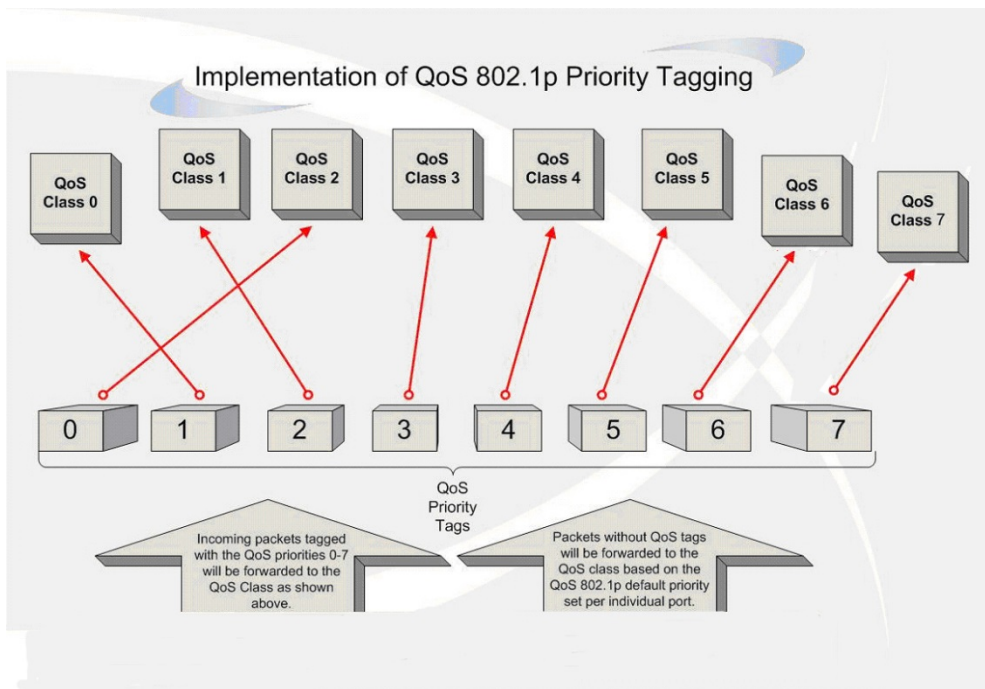 Implementation of QoS 802.1p Priority Tagging
QoS
Class 0
QoS
Class 1
QoS
Class 2
QoS
Class 3
QoS
Class 4
QoS
Class 5
QoS
Class 6
QoS
Class 7
0
1
2
3
4
5
6
7
QoS
Priority
Tags
Incoming packets tagged
with the QoS priorities 0-7
will be forwarded to the
QoS Class as shown
above.
Packets without QoS tags
will be forwarded to the
QoS class based on the
QoS 802.1p default priority
set per individual port.